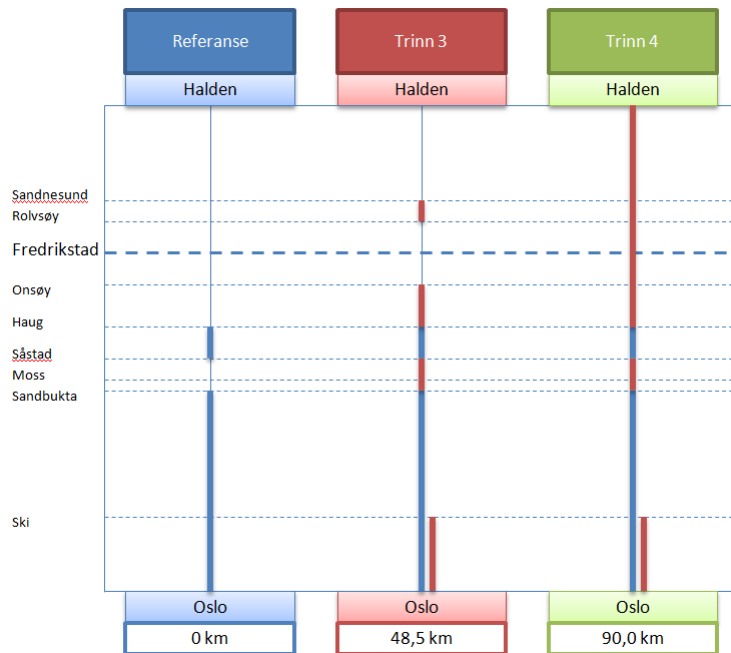 Referanse
Trinn 3
Trinn 4
Halden
Halden
Halden
Sandnesund
Rolvsøy
Fredrikstad
Onsøy
Haug
Såstad
Moss
Sandbukta
Ski
Oslo
Oslo
Oslo
0 km
48,5 km
90,0 km